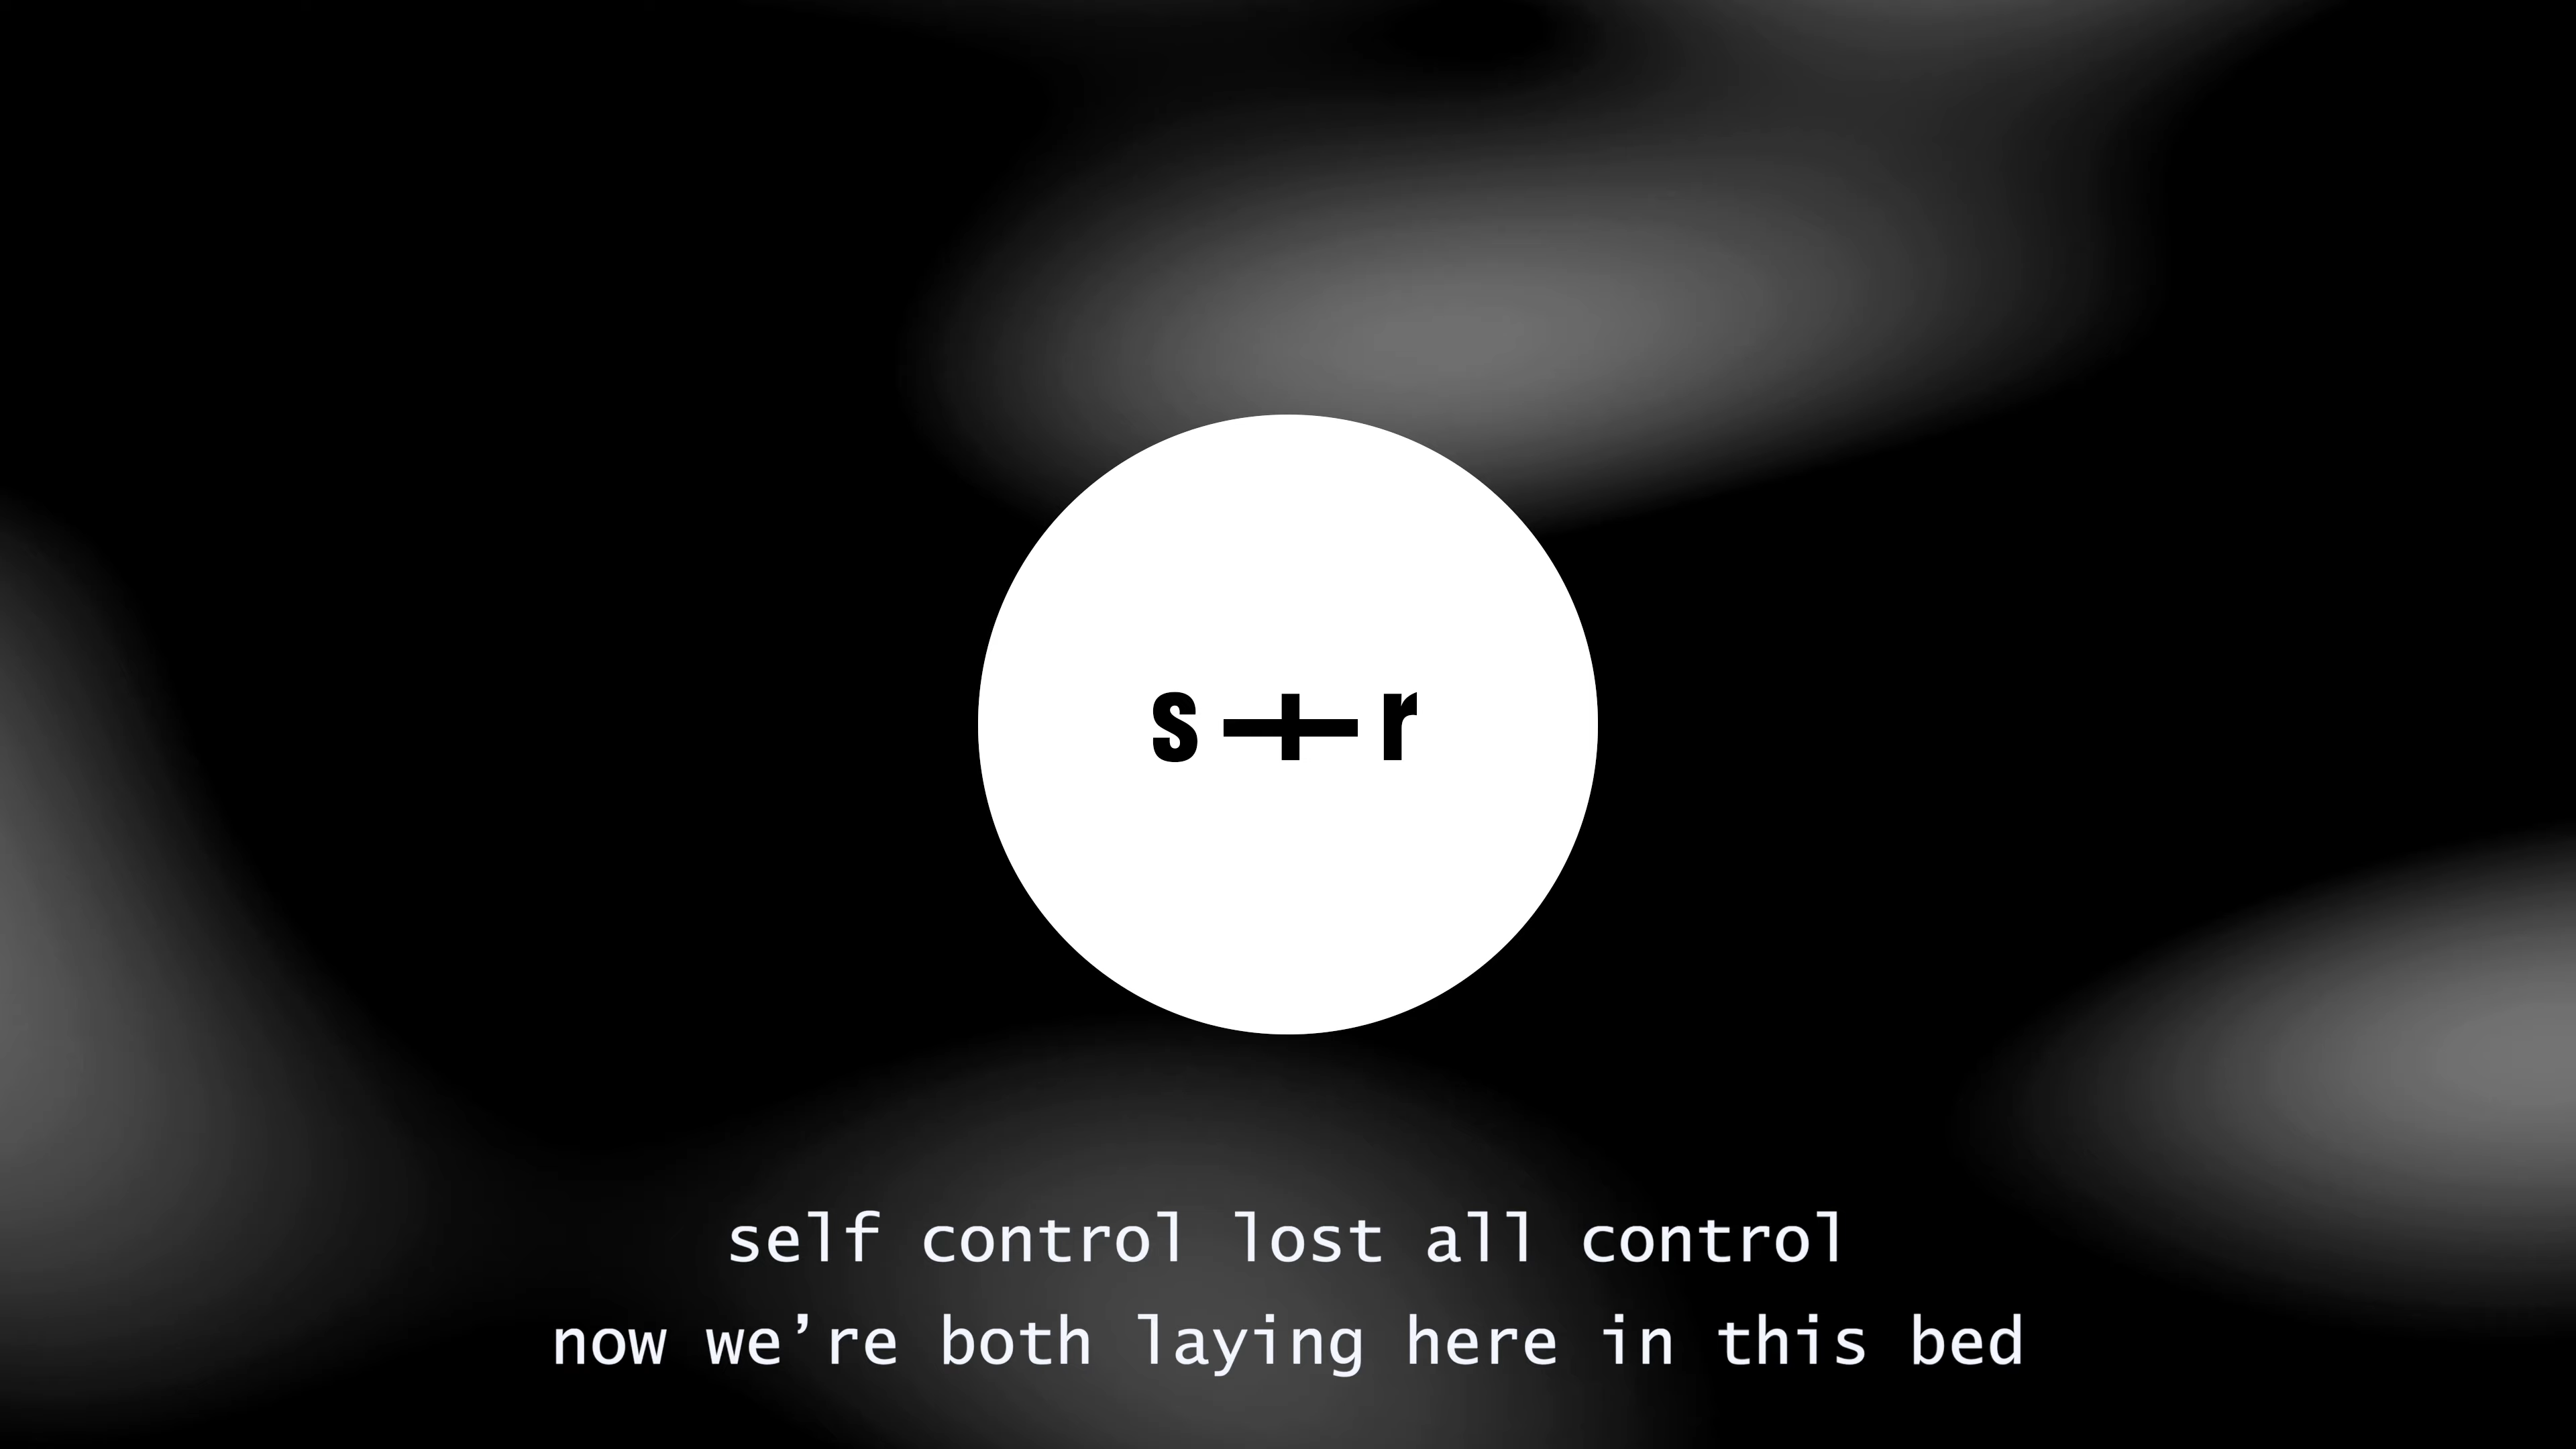 s+r
self control lost all control
now we’re both laying here in this bed